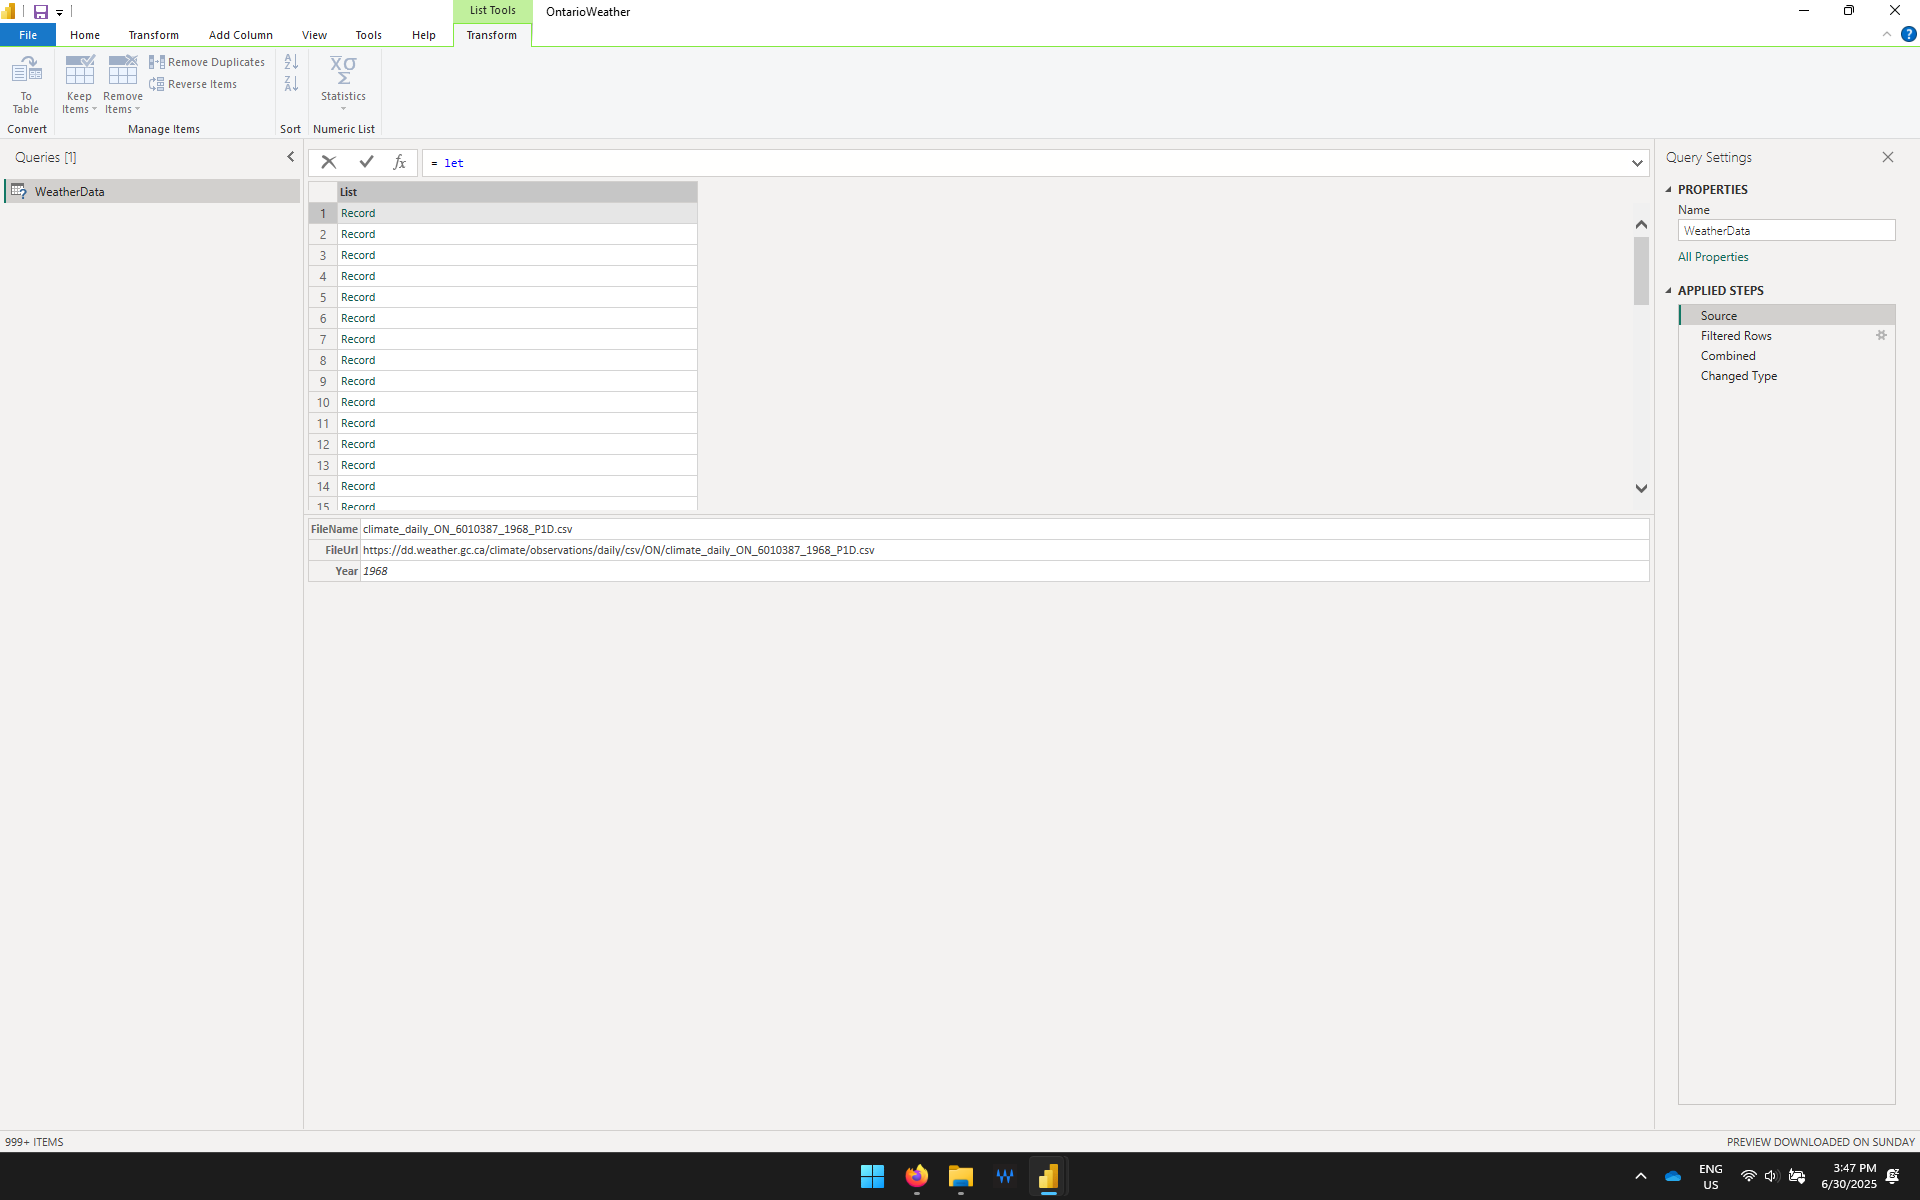 List Tools
OntarioWeather
File
Home
Transform
Add Column
View
Tools
Help
Transform
To Table
Keep Items
Remove Items
Remove Duplicates
Reverse Items
Statistics
Convert
Manage Items
Sort
Numeric List
Queries [1]
WeatherData
fx
= let
List
1 Record
2 Record
3 Record
4 Record
5 Record
6 Record
7 Record
8 Record
9 Record
10 Record
11 Record
12 Record
13 Record
14 Record
15 Record
FileName climate_daily_ON_6010387_1968_P1D.csv
FileUrl https://dd.weather.gc.ca/climate/observations/daily/csv/ON/climate_daily_ON_6010387_1968_P1D.csv
Year 1968
Query Settings
PROPERTIES
Name
WeatherData
All Properties
APPLIED STEPS
Source
Filtered Rows
Combined
Changed Type
999+ ITEMS
PREVIEW DOWNLOADED ON SUNDAY
ENG
US
3:47 PM
6/30/2025